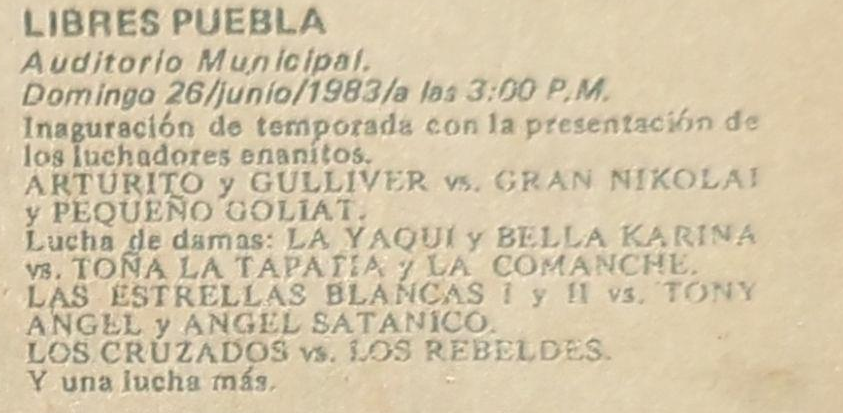 LIBRES PUEBLA
Auditorio Municipal.
Domingo 26/junio/1983/a las 3:00 P.M.
Inaguración de temporada con la presentación de
los luchadores enanitos.
ARTURITO y GULLIVER vs. GRAN NIKOLAI
y PEQUEÑO GOLIAT.
Lucha de damas: LA YAQUI y BELLA KARINA
vs. TOÑA LA TAPATIA y LA COMANCHE.
LAS ESTRELLAS BLANCAS I y II vs. TONY
ANGEL y ANGEL SATANICO.
LOS CRUZADOS vs. LOS REBELDES.
Y una lucha más.